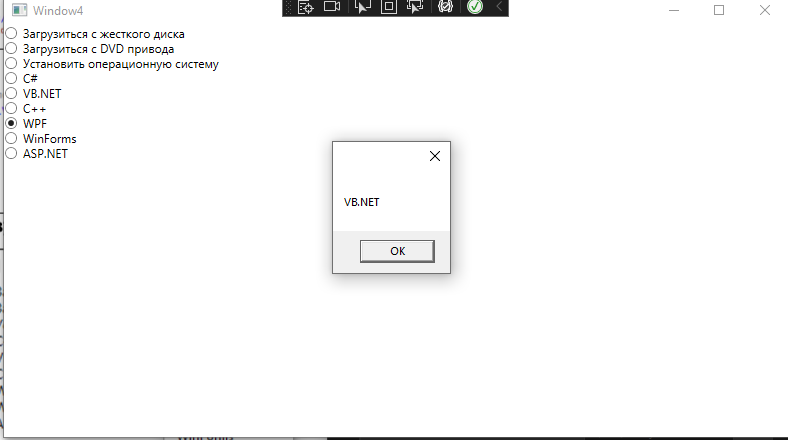 Window4
Загрузиться с жесткого диска
Загрузиться с DVD привода
Установить операционную систему
C#
VB.NET
C++
WPF
WinForms
ASP.NET
VB.NET
OK